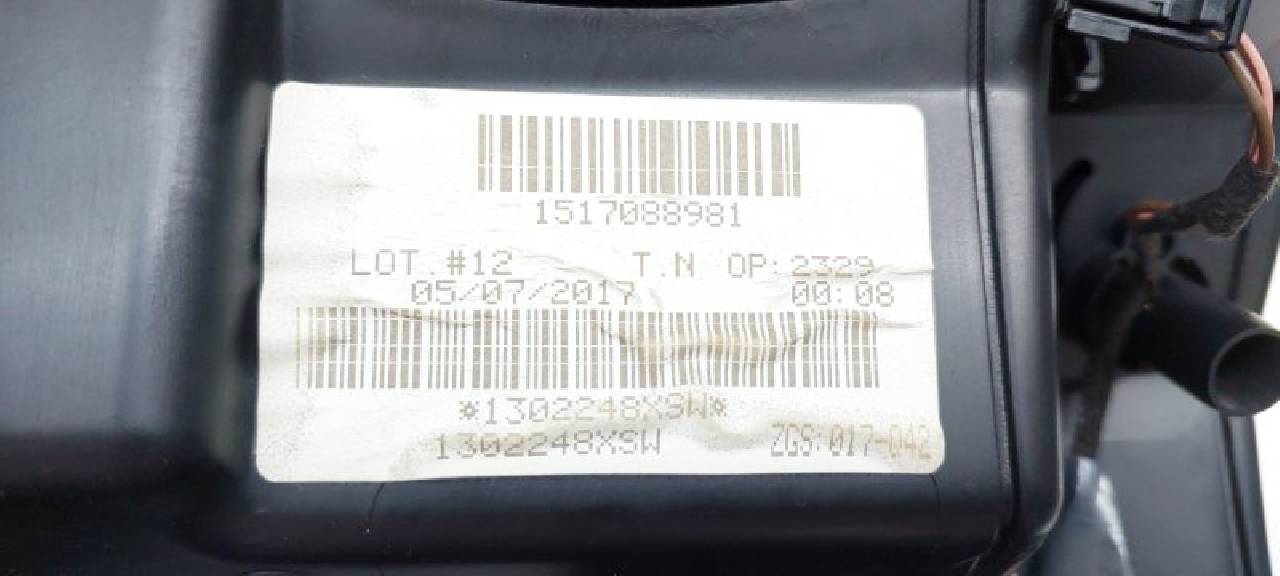 1517088981
LOT.#12 T.N OP:2329
05/07/2017 00:08
*1302248XSW*
1302248XSW ZGS:017-042